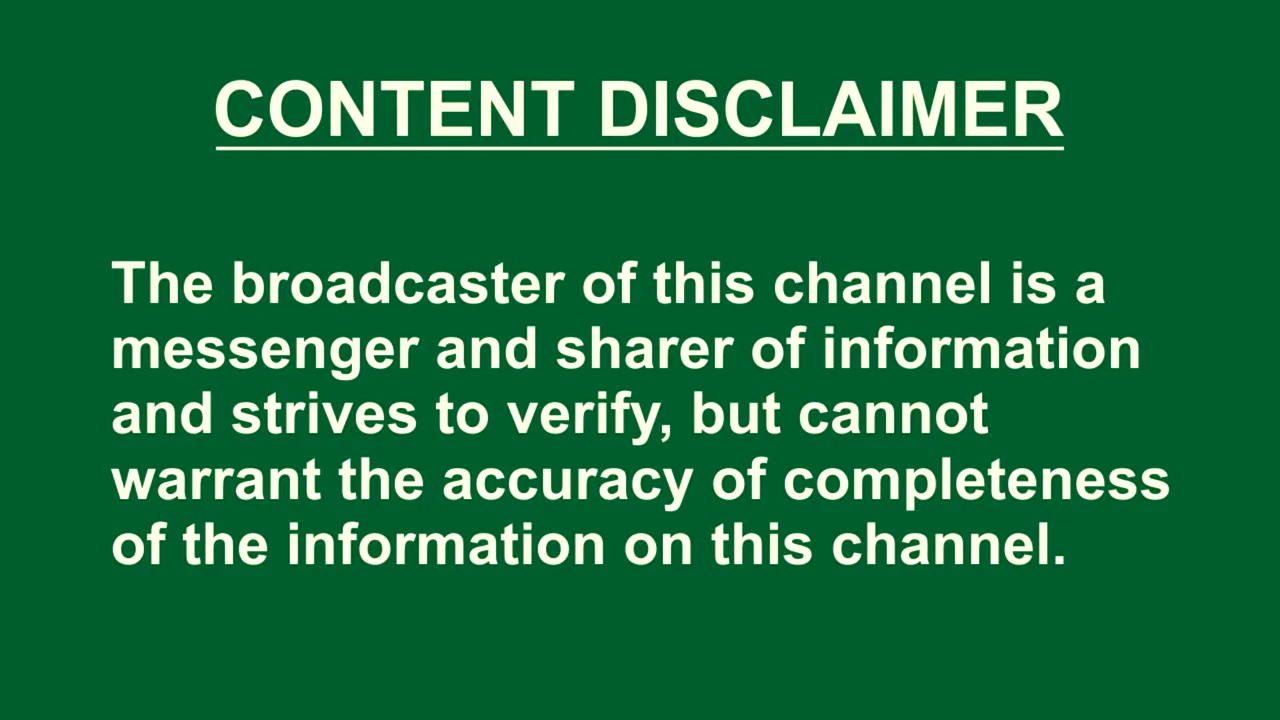 CONTENT DISCLAIMER
The broadcaster of this channel is a
messenger and sharer of information
and strives to verify, but cannot
warrant the accuracy of completeness
of the information on this channel.